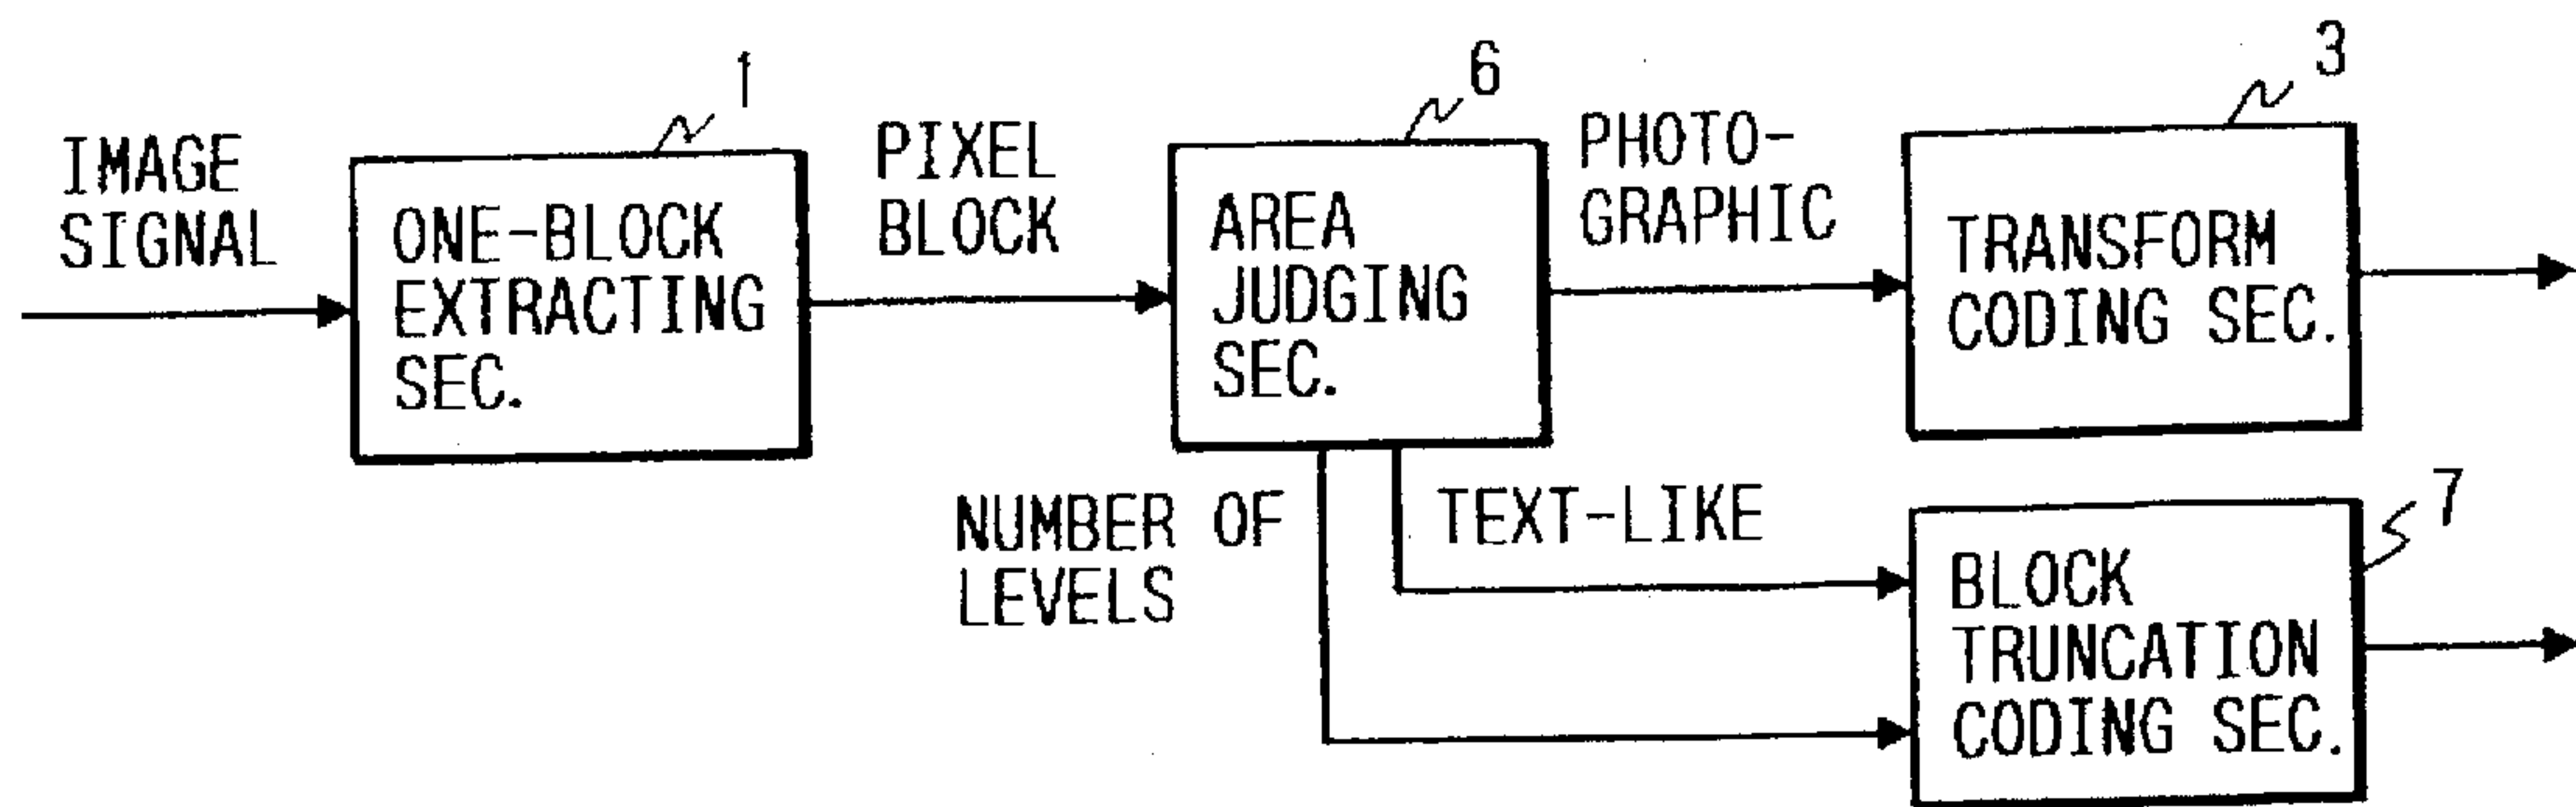 1
6
3
IMAGE
SIGNAL
ONE-BLOCK
EXTRACTING
SEC.
PIXEL
BLOCK
AREA
JUDGING
SEC.
PHOTO-
GRAPHIC
TRANSFORM
CODING SEC.
NUMBER OF
LEVELS
TEXT-LIKE
7
BLOCK
TRUNCATION
CODING SEC.